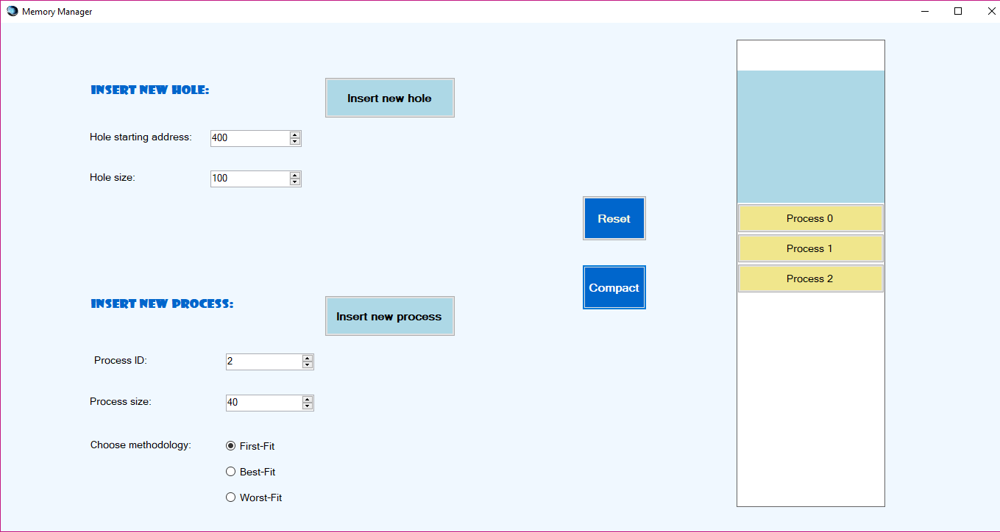 Memory Manager
INSERT NEW HOLE:
Insert new hole
Hole starting address: 400
Hole size: 100
Reset
Compact
INSERT NEW PROCESS:
Insert new process
Process ID: 2
Process size: 40
Choose methodology: First-Fit
Best-Fit
Worst-Fit
Process 0
Process 1
Process 2